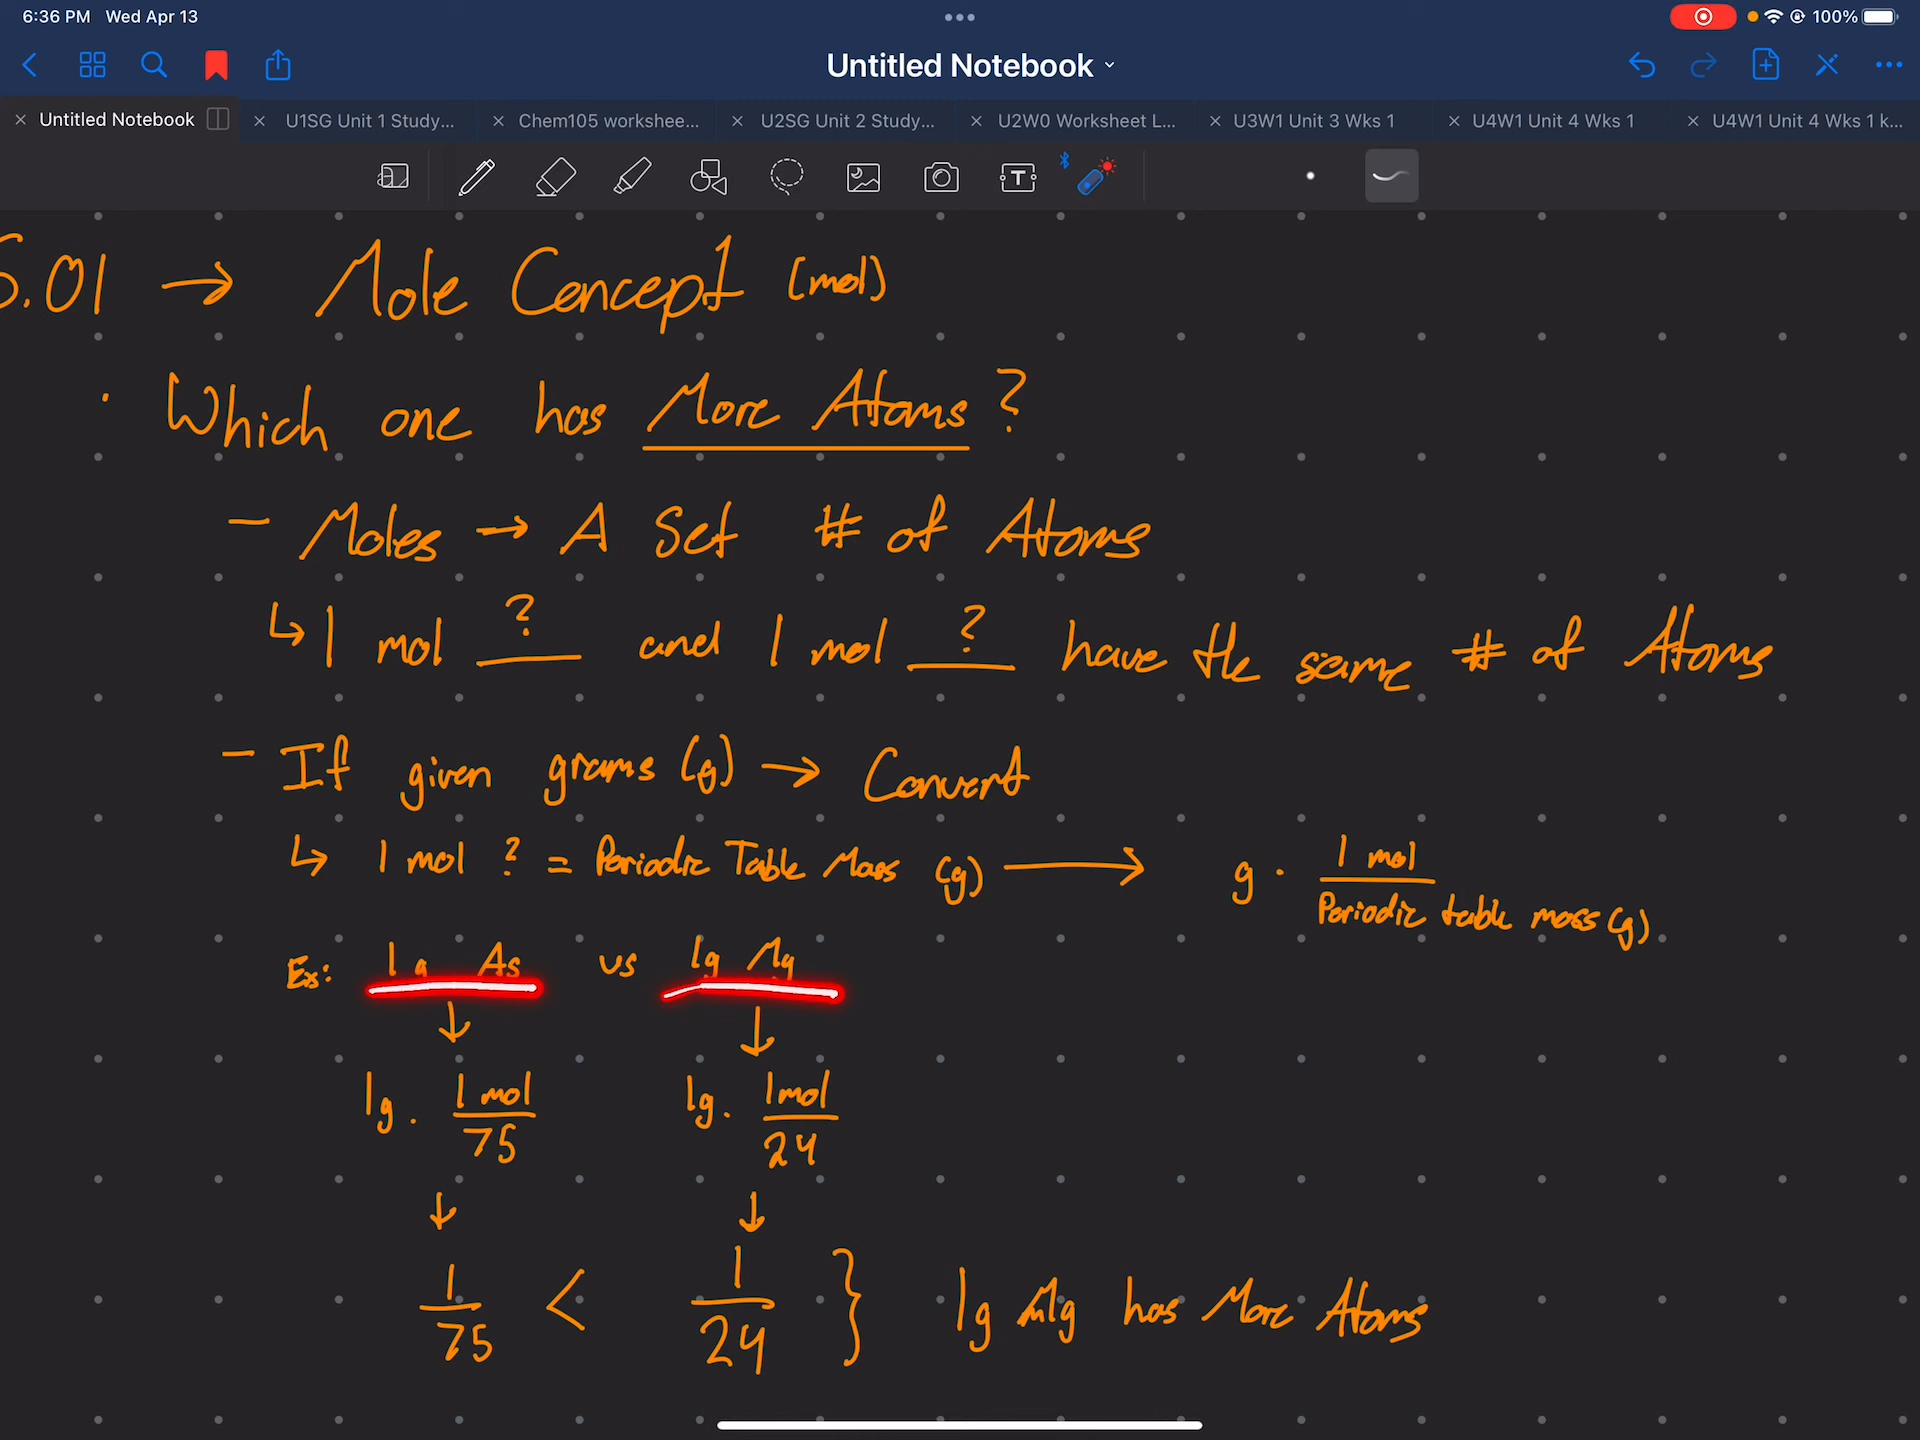 6:36 PM Wed Apr 13
100%
Untitled Notebook
Untitled Notebook
U1SG Unit 1 Study...
Chem105 workshee...
U2SG Unit 2 Study...
U2W0 Worksheet L...
U3W1 Unit 3 Wks 1
U4W1 Unit 4 Wks 1
U4W1 Unit 4 Wks 1 k...
.01 → Mole Concept (mol)
· Which one has More Atoms ?
- Moles → A Set # of Atoms
↳ 1 mol ? and 1 mol ? have the same # of Atoms
- If given grams (g) → Convert
↳ 1 mol ? = Periodic Table Mass (g) → g · 1 mol / Periodic table mass (g)
Ex: 1g As vs 1g Mg
↓ ↓
1g · 1 mol / 75 1g · 1mol / 24
↓ ↓
1/75 < 1/24 } 1g Mg has More Atoms